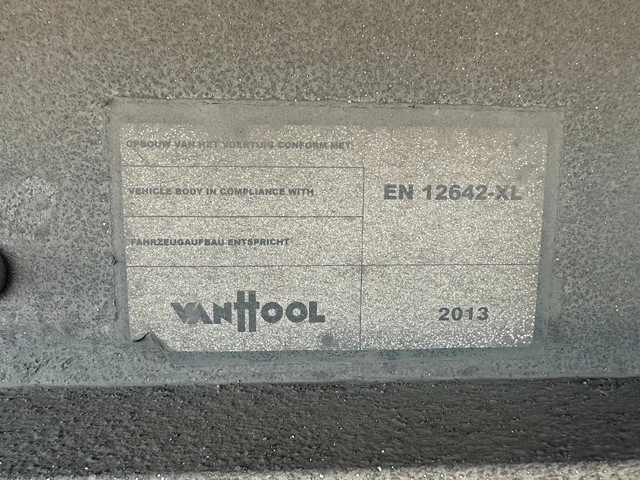 OPBOUW VAN HET VOERTUIG CONFORM MET:
VEHICLE BODY IN COMPLIANCE WITH
FAHRZEUGAUFBAU ENTSPRICHT
EN 12642-XL
VANHOOL
2013